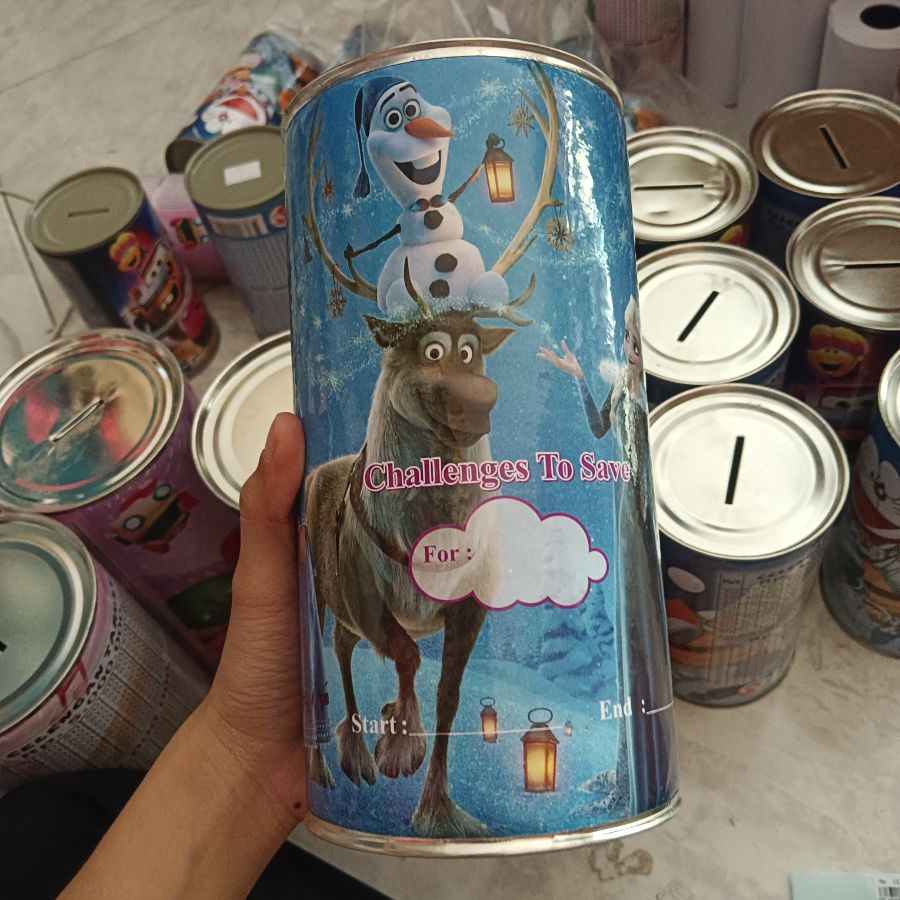 Challenges To Save
For :
Start :
End :